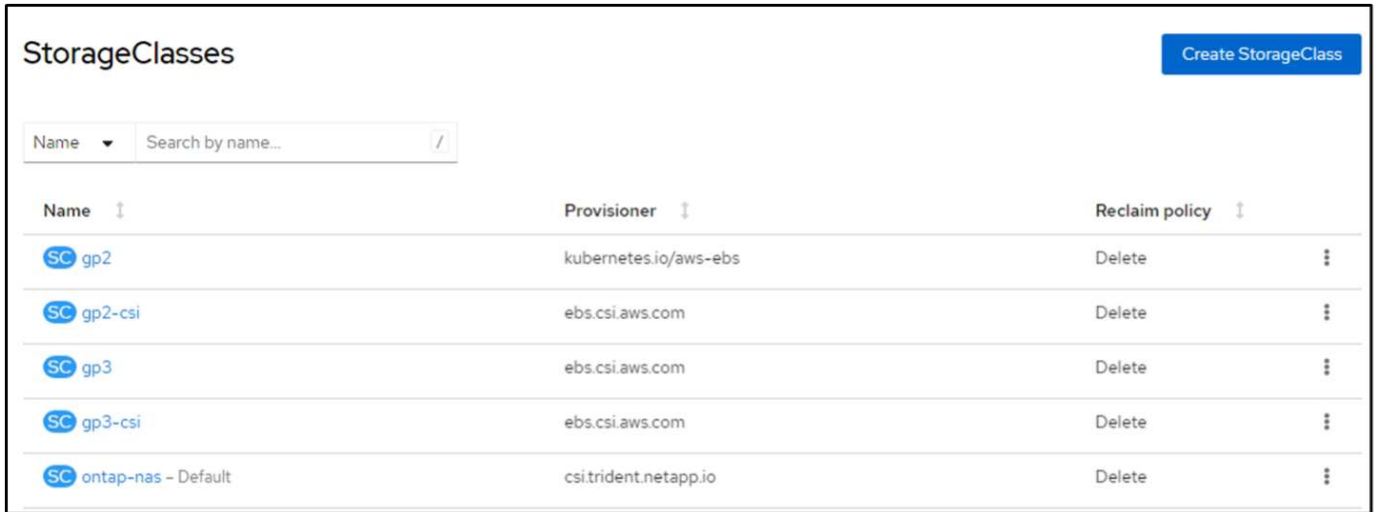 StorageClasses
Create StorageClass
Name Search by name... /
Name Provisioner Reclaim policy
SC gp2 kubernetes.io/aws-ebs Delete
SC gp2-csi ebs.csi.aws.com Delete
SC gp3 ebs.csi.aws.com Delete
SC gp3-csi ebs.csi.aws.com Delete
SC ontap-nas – Default csi.trident.netapp.io Delete